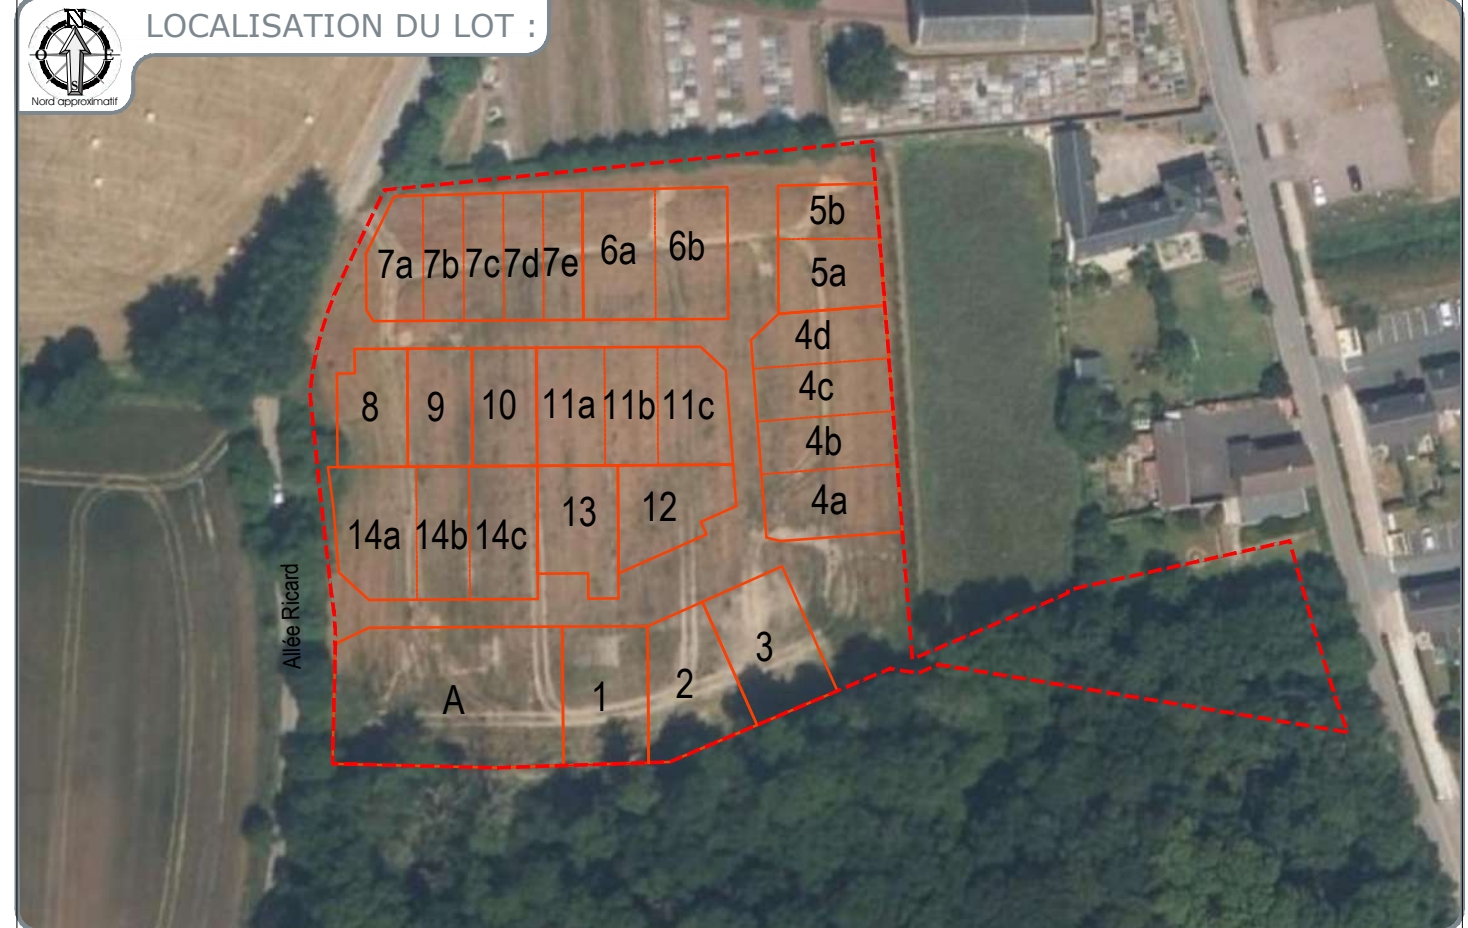 LOCALISATION DU LOT :
N
O E
S
Nord approximatif
5b
7a 7b 7c 7d 7e 6a 6b
5a
4d
8 9 10 11a 11b 11c
4c
4b
14a 14b 14c 13 12
4a
Allée Ricard
A 1 2 3